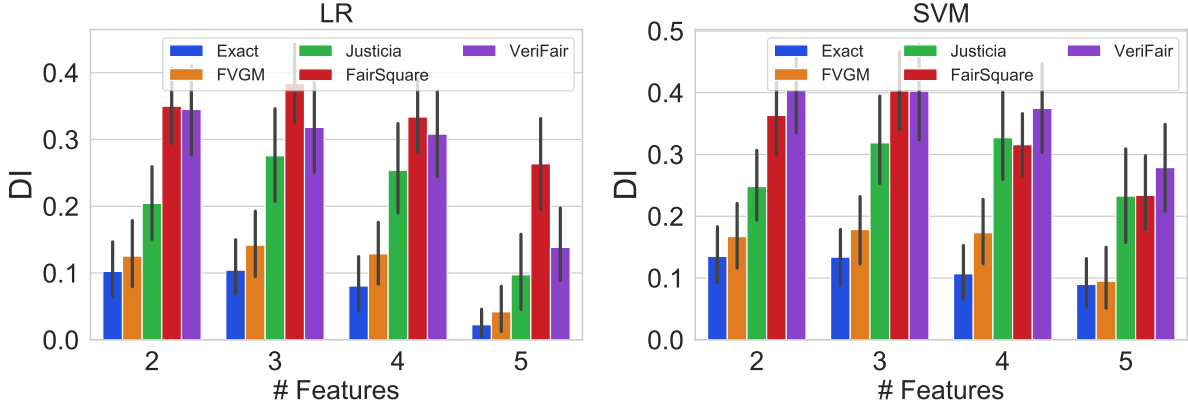 LR
Exact
Justicia
VeriFair
FVGM
FairSquare
DI
0.4
0.3
0.2
0.1
0.0
2 3 4 5
# Features
SVM
Exact
Justicia
VeriFair
FVGM
FairSquare
DI
0.5
0.4
0.3
0.2
0.1
0.0
2 3 4 5
# Features